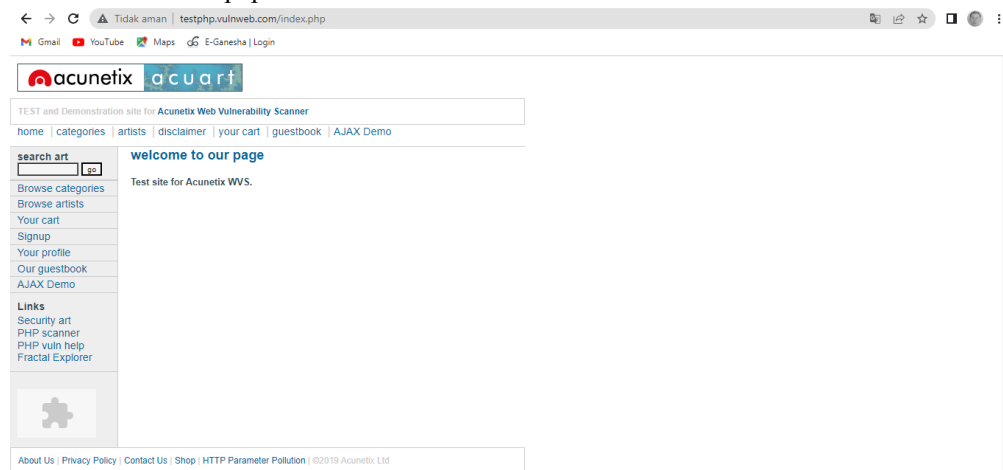 Tidak aman | testphp.vulnweb.com/index.php
Gmail YouTube Maps E-Ganesha | Login
acunetix acuart
TEST and Demonstration site for Acunetix Web Vulnerability Scanner
home | categories | artists | disclaimer | your cart | guestbook | AJAX Demo
search art
go
Browse categories
Browse artists
Your cart
Signup
Your profile
Our guestbook
AJAX Demo
Links
Security art
PHP scanner
PHP vuln help
Fractal Explorer
welcome to our page
Test site for Acunetix WVS.
About Us | Privacy Policy | Contact Us | Shop | HTTP Parameter Pollution | ©2019 Acunetix Ltd